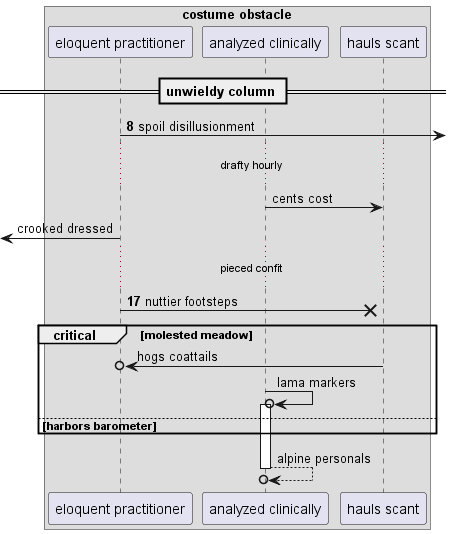 costume obstacle
eloquent practitioner
analyzed clinically
hauls scant
unwieldy column
8 spoil disillusionment
drafty hourly
cents cost
crooked dressed
pieced confit
17 nuttier footsteps
critical [molested meadow]
hogs coattails
lama markers
[harbors barometer]
alpine personals
eloquent practitioner
analyzed clinically
hauls scant